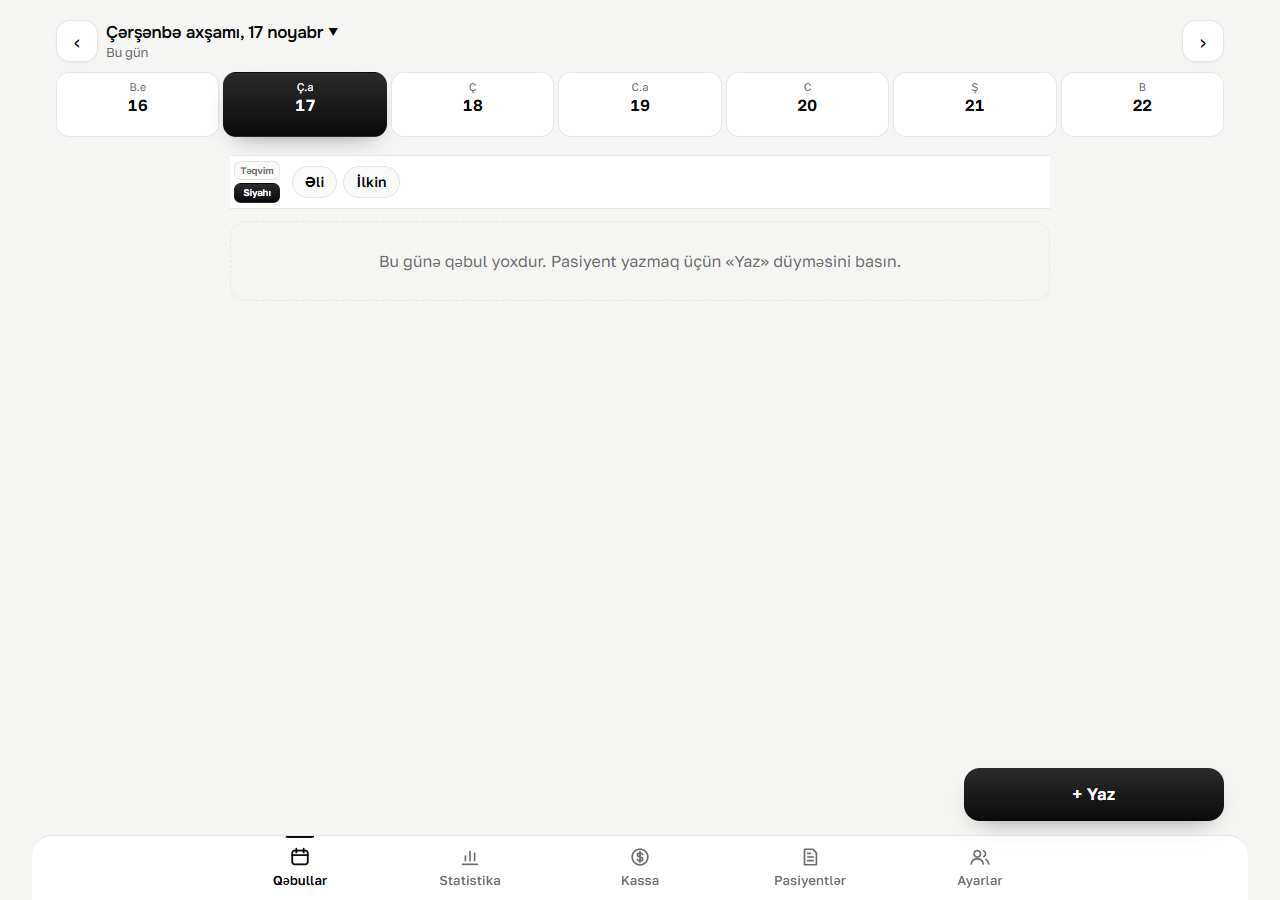 ‹
Çərşənbə axşamı, 17 noyabr ▼
Bu gün
›
B.e
16
Ç.a
17
Ç
18
C.a
19
C
20
Ş
21
B
22
Təqvim
Siyahı
Əli
İlkin
Bu günə qəbul yoxdur. Pasiyent yazmaq üçün «Yaz» düyməsini basın.
+ Yaz
Qəbullar
Statistika
Kassa
Pasiyentlər
Ayarlar